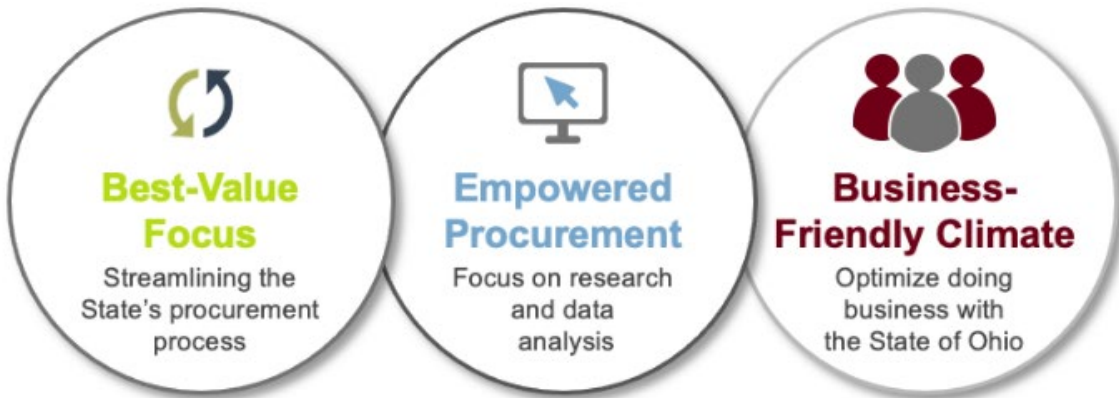 Best-Value
Focus
Streamlining the
State's procurement
process
Empowered
Procurement
Focus on research
and data
analysis
Business-
Friendly Climate
Optimize doing
business with
the State of Ohio